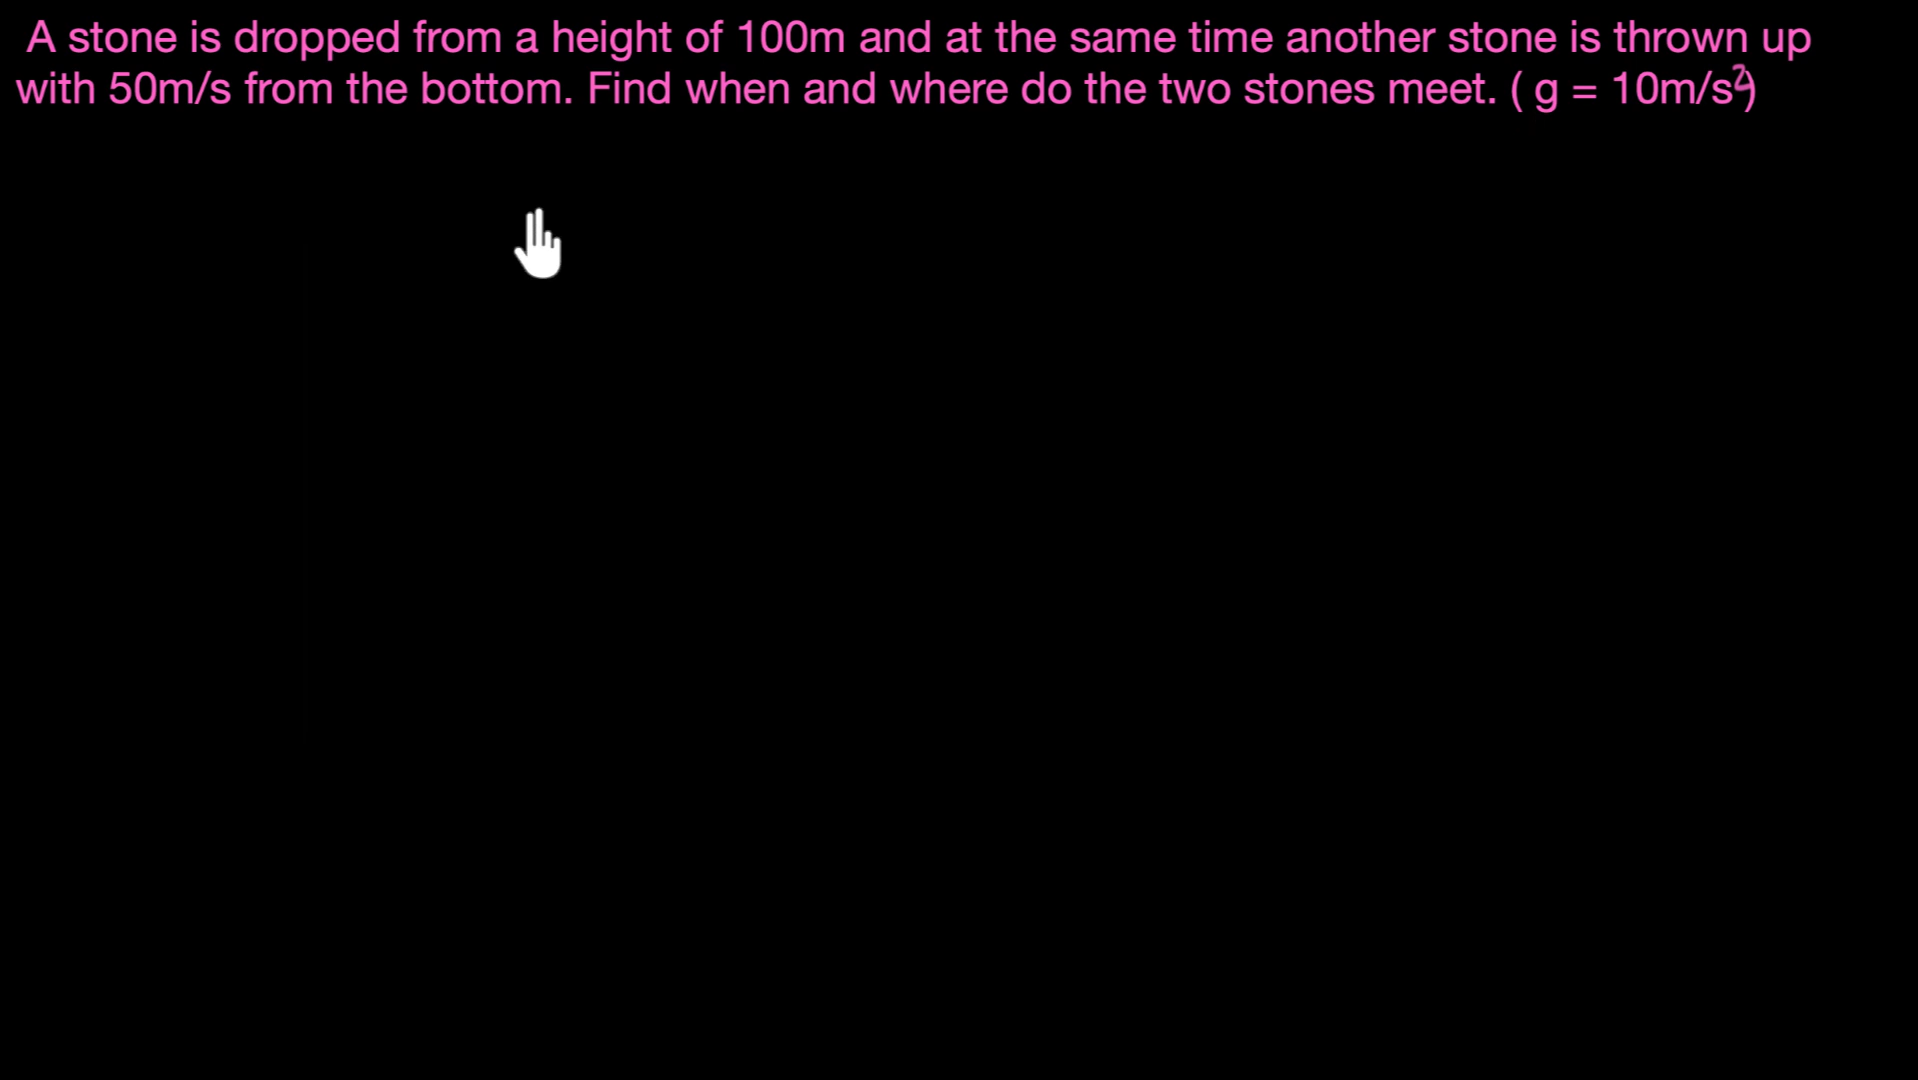 A stone is dropped from a height of 100m and at the same time another stone is thrown up
with 50m/s from the bottom. Find when and where do the two stones meet. ( g = 10m/s²)